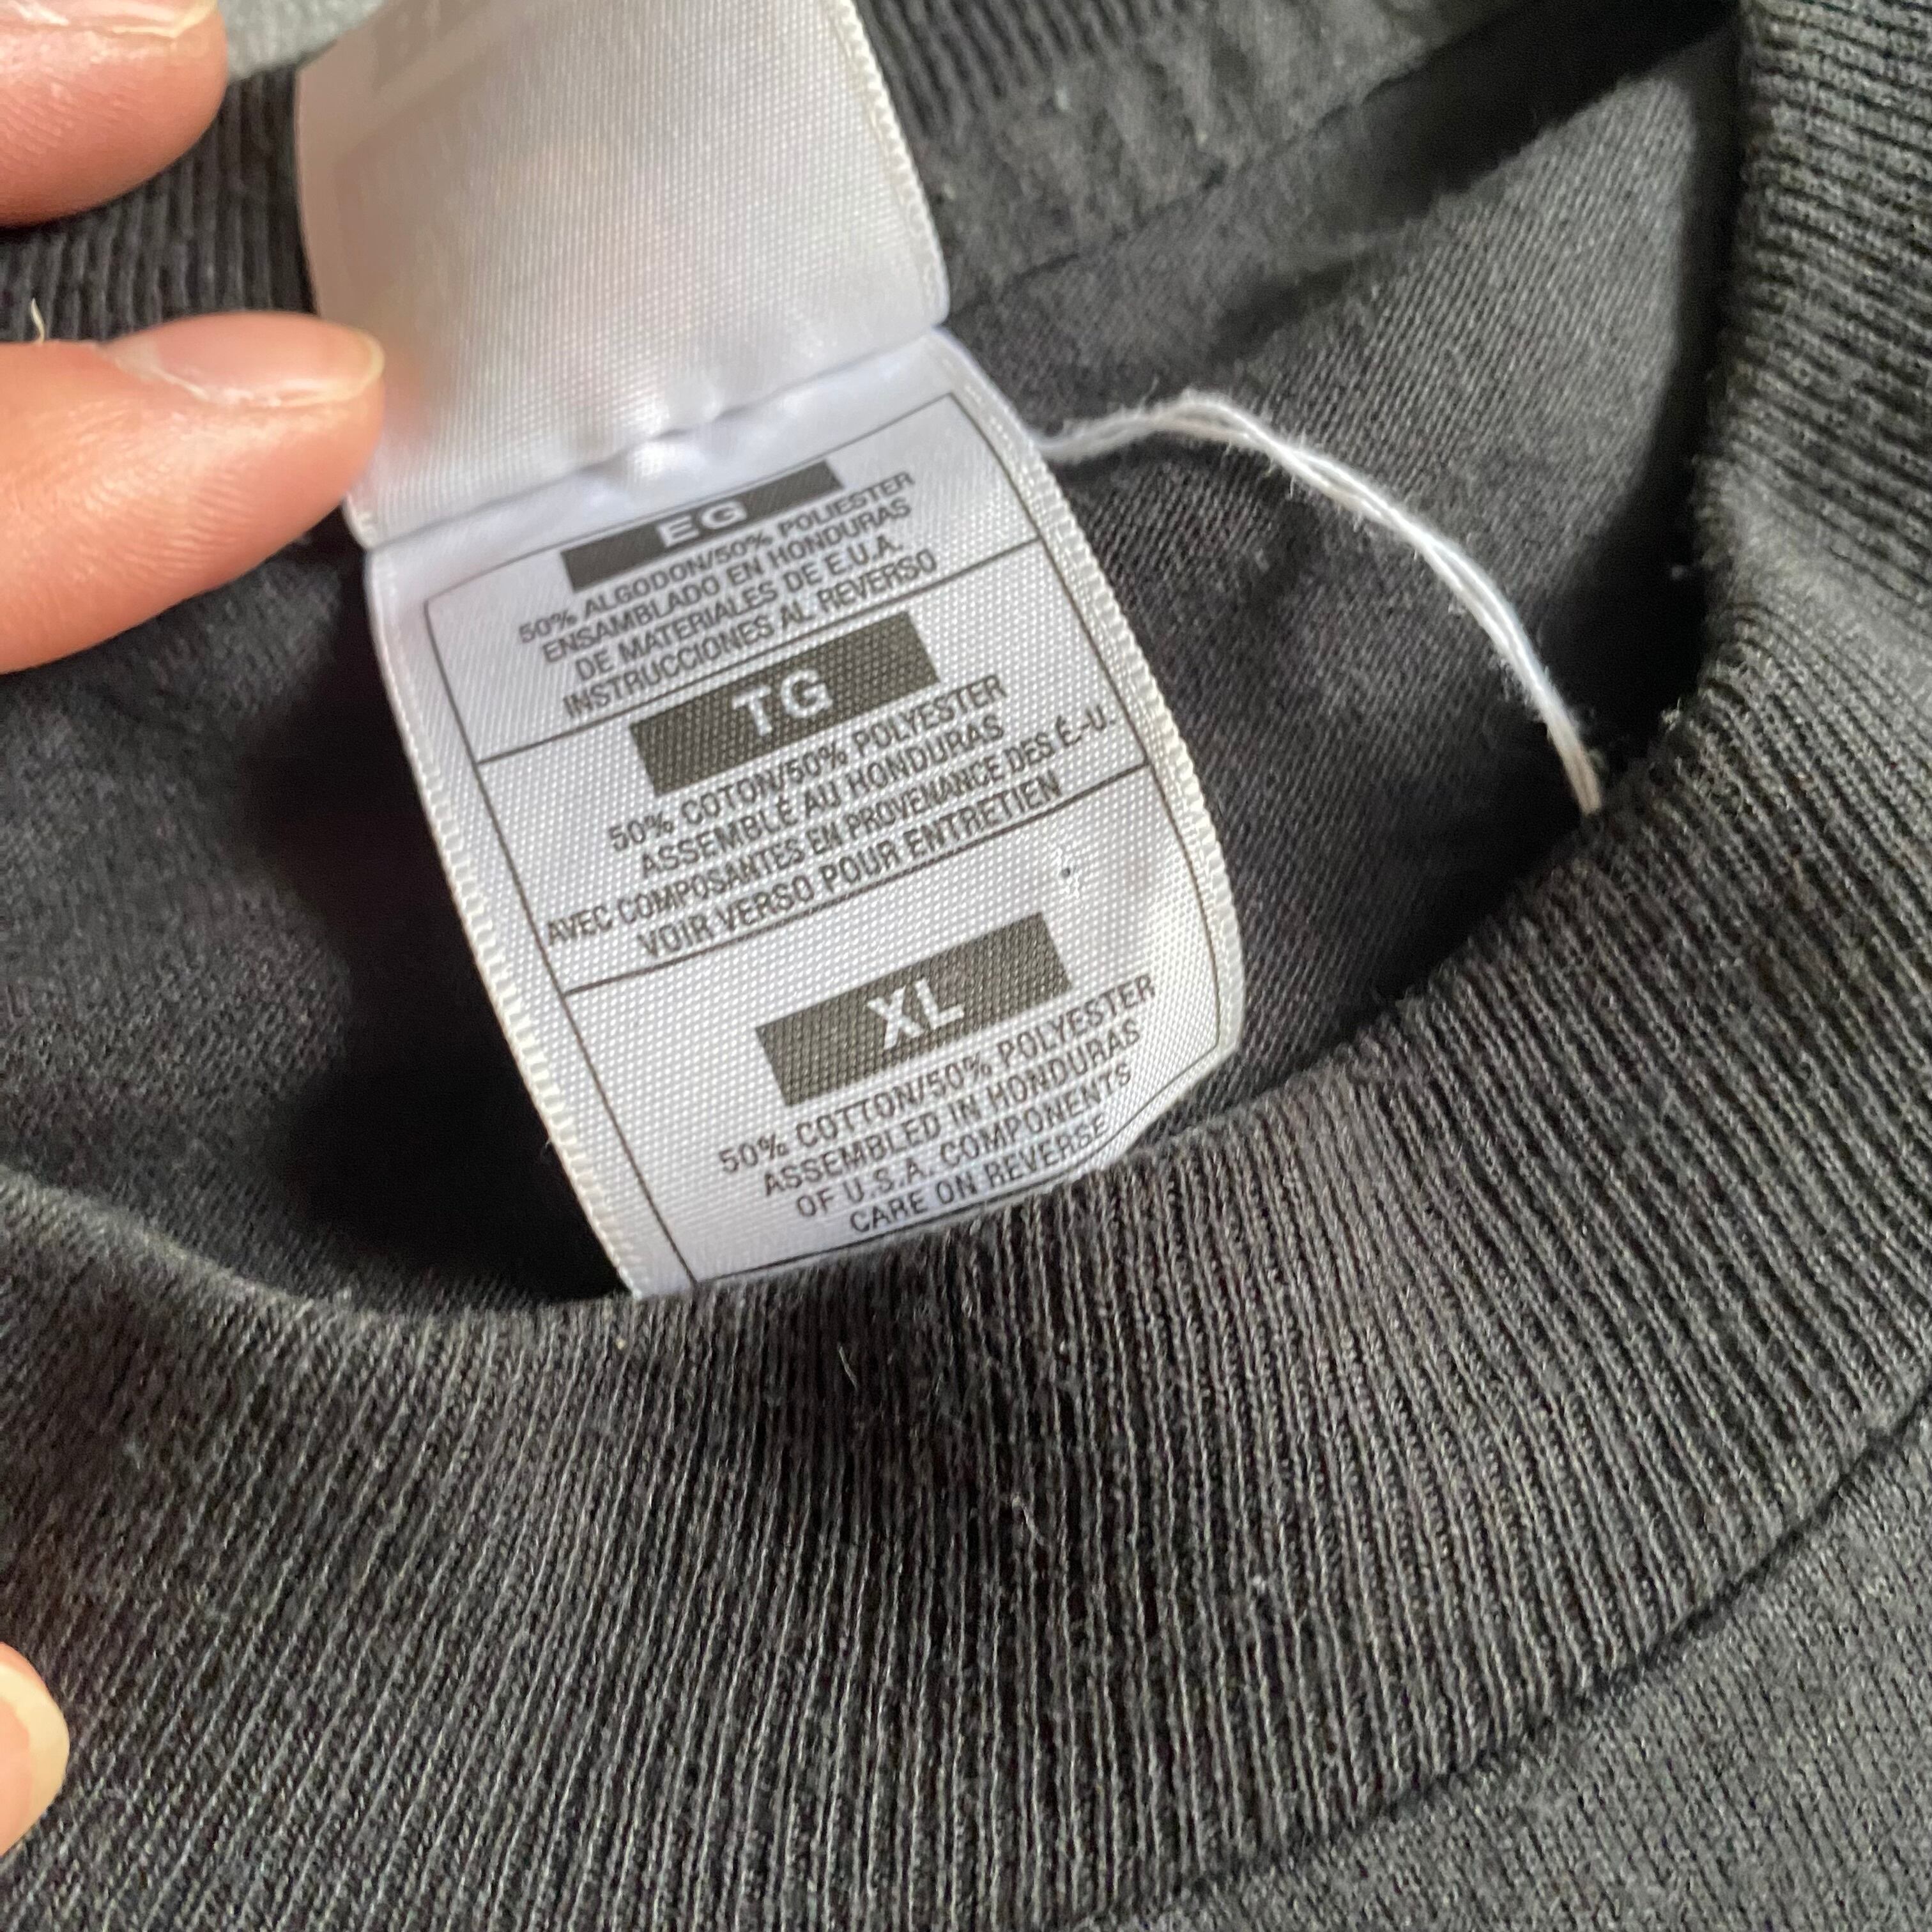 EG
50% ALGODON/50% POLIESTER
ENSAMBLADO EN HONDURAS
DE MATERIALES DE E.U.A.
INSTRUCCIONES AL REVERSO
TG
50% COTON/50% POLYESTER
ASSEMBLÉ AU HONDURAS
AVEC COMPOSANTES EN PROVENANCE DES É.-U.
VOIR VERSO POUR ENTRETIEN
XL
50% COTTON/50% POLYESTER
ASSEMBLED IN HONDURAS
OF U.S.A. COMPONENTS
CARE ON REVERSE